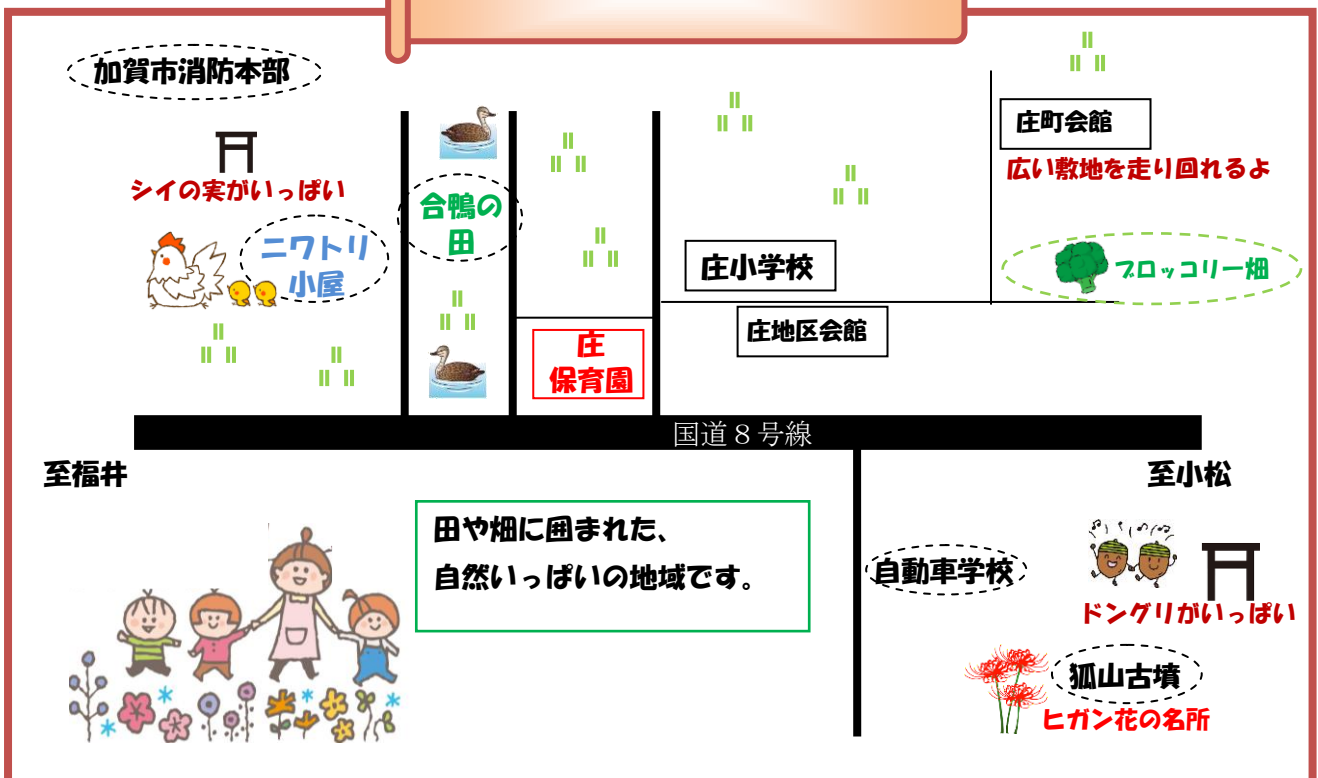 加賀市消防本部
シイの実がいっぱい
ニワトリ
小屋
合鴨の
田
庄
保育園
庄小学校
庄地区会館
庄町会館
広い敷地を走り回れるよ
ブロッコリー畑
国道８号線
至福井
至小松
田や畑に囲まれた、
自然いっぱいの地域です。
自動車学校
ドングリがいっぱい
狐山古墳
ヒガン花の名所